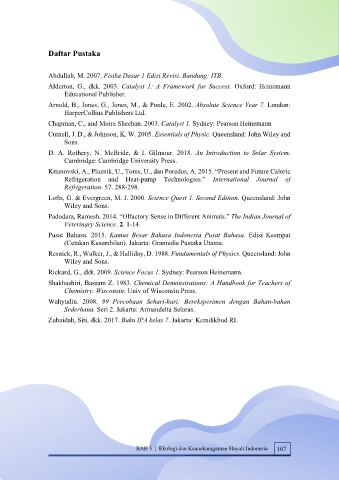 Daftar Pustaka
Abdullah, M. 2007. Fisika Dasar 1 Edisi Revisi. Bandung: ITB.
Alderton, G., dkk. 2003. Catalyst 1: A Framework for Success. Oxford: Heinemann
Educational Publisher.
Arnold, B., Jones, G., Jones, M., & Poole, E. 2002. Absolute Science Year 7. London:
HarperCollins Publishers Ltd.
Chapman, C., and Moira Sheehan. 2003. Catalyst 1. Sydney: Pearson Heinemann
Cutnell, J. D., & Johnson, K. W. 2005. Essentials of Physic. Queensland: John Wiley and
Sons.
D. A. Rothery, N. McBride, & I. Gilmour. 2018. An Introduction to Solar System.
Cambridge: Cambridge University Press.
Kitanovski, A., Plaznik, U., Toms, U., dan Poredos, A. 2015. “Present and Future Caloric
Refrigeration and Heat-pump Technologies.” International Journal of
Refrigeration. 57. 288-298.
Lofts, G. & Evergreen, M. J. 2000. Science Quest 1. Second Edition. Queensland: John
Wiley and Sons.
Padodara, Ramesh. 2014. “Olfactory Sense in Different Animals.” The Indian Journal of
Veterinary Science. 2. 1-14.
Pusat Bahasa. 2015. Kamus Besar Bahasa Indonesia Pusat Bahasa. Edisi Keempat
(Cetakan Kesembilan). Jakarta: Gramedia Pustaka Utama.
Resnick, R., Walker, J., & Halliday, D. 1988. Fundamentals of Physics. Queensland: John
Wiley and Sons.
Rickard, G., dkk. 2009. Science Focus 1. Sydney: Pearson Heinemann.
Shakhashiri, Bassam Z. 1983. Chemical Demonstrations: A Handbook for Teachers of
Chemistry. Wisconsin: Univ of Wisconsin Press.
Wahyudin. 2008. 99 Percobaan Sehari-hari: Bereksperimen dengan Bahan-bahan
Sederhana. Seri 2. Jakarta: Armandelta Selaras.
Zubaidah, Siti, dkk. 2017. Buku IPA kelas 7. Jakarta: Kemdikbud RI.
BAB 5 | Ekologi dan Keanekaragaman Hayati Indonesia 187